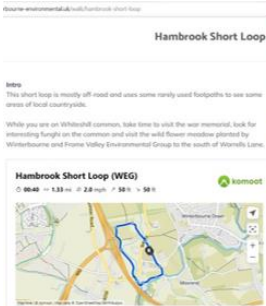 rbourne-environmental.uk/walk/hambrook-short-loop
Hambrook Short Loop
Intro
This short loop is mostly off-road and uses some rarely used footpaths to see some
areas of local countryside.
While you are on Whiteshill common, take time to visit the war memorial, look for
interesting funghi on the common and visit the wild flower meadow planted by
Winterbourne and Frome Valley Environmental Group to the south of Worrells Lane.
Hambrook Short Loop (WEG)
00:40 1.33 mi 2.0 mph 50 ft 50 ft
komoot
Winterbourne Down